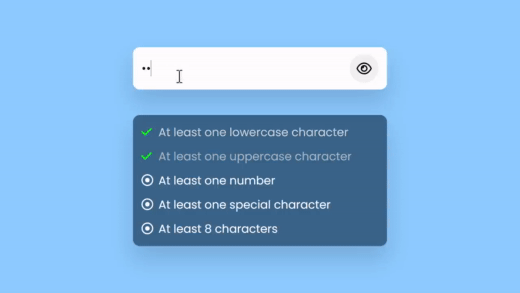 ••
At least one lowercase character
At least one uppercase character
At least one number
At least one special character
At least 8 characters